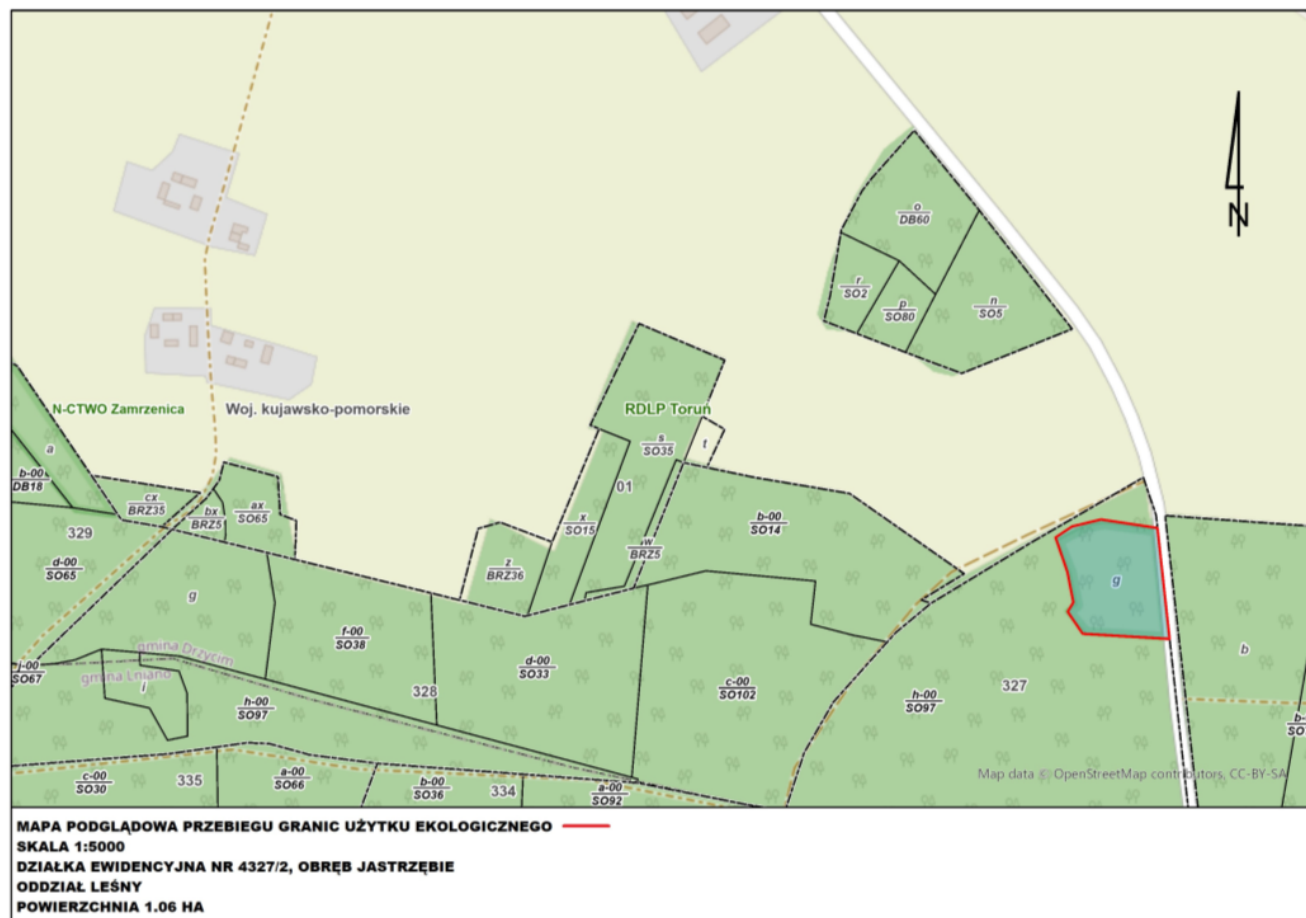 N
o
DB60
r
SO2
p
SO80
n
SO5
N-CTWO Zamrzenica
Woj. kujawsko-pomorskie
RDLP Toruń
a
s
SO35
t
b-00
DB18
cx
BRZ35
bx
BRZ5
ax
SO65
01
x
SO15
b-00
SO14
329
d-00
SO65
w
BRZ5
z
BRZ36
g
g
f-00
SO38
gmina Drzycim
gmina Lniano
j-00
SO67
i
d-00
SO33
b
328
c-00
SO102
327
h-00
SO97
h-00
SO97
c-00
SO30
335
a-00
SO66
b-00
SO36
334
a-00
SO92
Map data © OpenStreetMap contributors, CC-BY-SA
MAPA PODGLĄDOWA PRZEBIEGU GRANIC UŻYTKU EKOLOGICZNEGO
SKALA 1:5000
DZIAŁKA EWIDENCYJNA NR 4327/2, OBRĘB JASTRZĘBIE
ODDZIAŁ LEŚNY
POWIERZCHNIA 1.06 HA